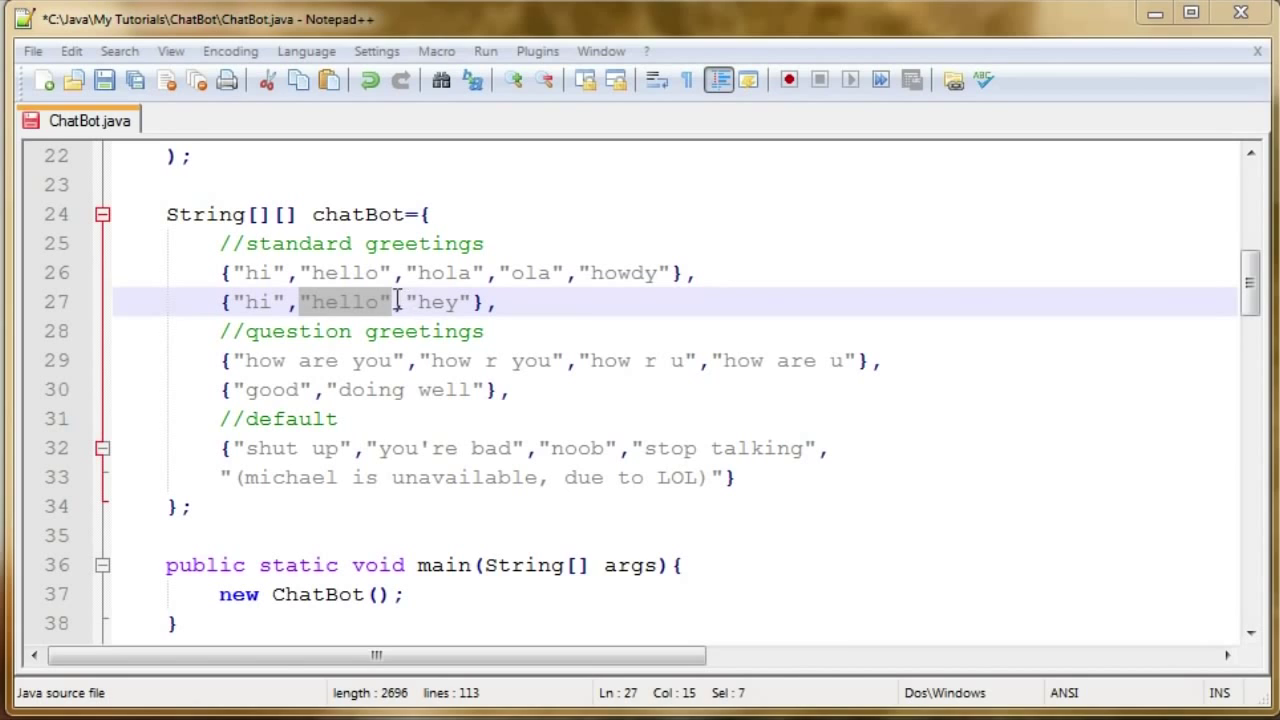 *C:\Java\My Tutorials\ChatBot\ChatBot.java - Notepad++
File Edit Search View Encoding Language Settings Macro Run Plugins Window ? X
ABC
ChatBot.java
22 );
23
24 String[][] chatBot={
25 //standard greetings
26 {"hi","hello","hola","ola","howdy"},
27 {"hi","hello","hey"},
28 //question greetings
29 {"how are you","how r you","how r u","how are u"},
30 {"good","doing well"},
31 //default
32 {"shut up","you're bad","noob","stop talking",
33 "(michael is unavailable, due to LOL)"}
34 };
35
36 public static void main(String[] args){
37 new ChatBot();
38 }
Java source file length : 2696 lines : 113 Ln : 27 Col : 15 Sel : 7 Dos\Windows ANSI INS